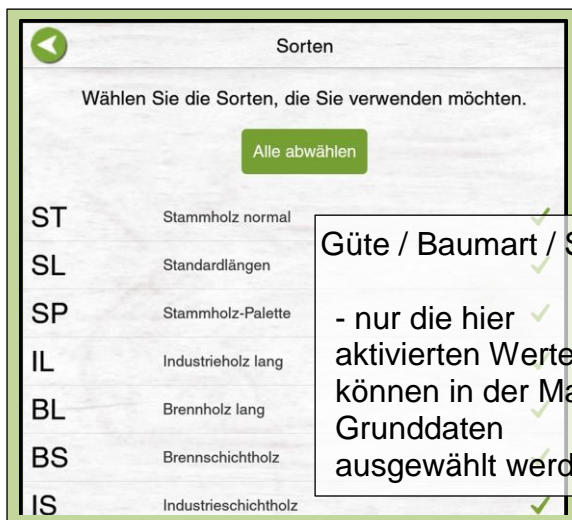 Sorten
Wählen Sie die Sorten, die Sie verwenden möchten.
Alle abwählen
ST Stammholz normal
SL Standardlängen
SP Stammholz-Palette
IL Industrieholz lang
BL Brennholz lang
BS Brennschichtholz
IS Industrieschichtholz
Güte / Baumart /
- nur die hier
aktivierten Werte
können in der
Grunddaten
ausgewählt